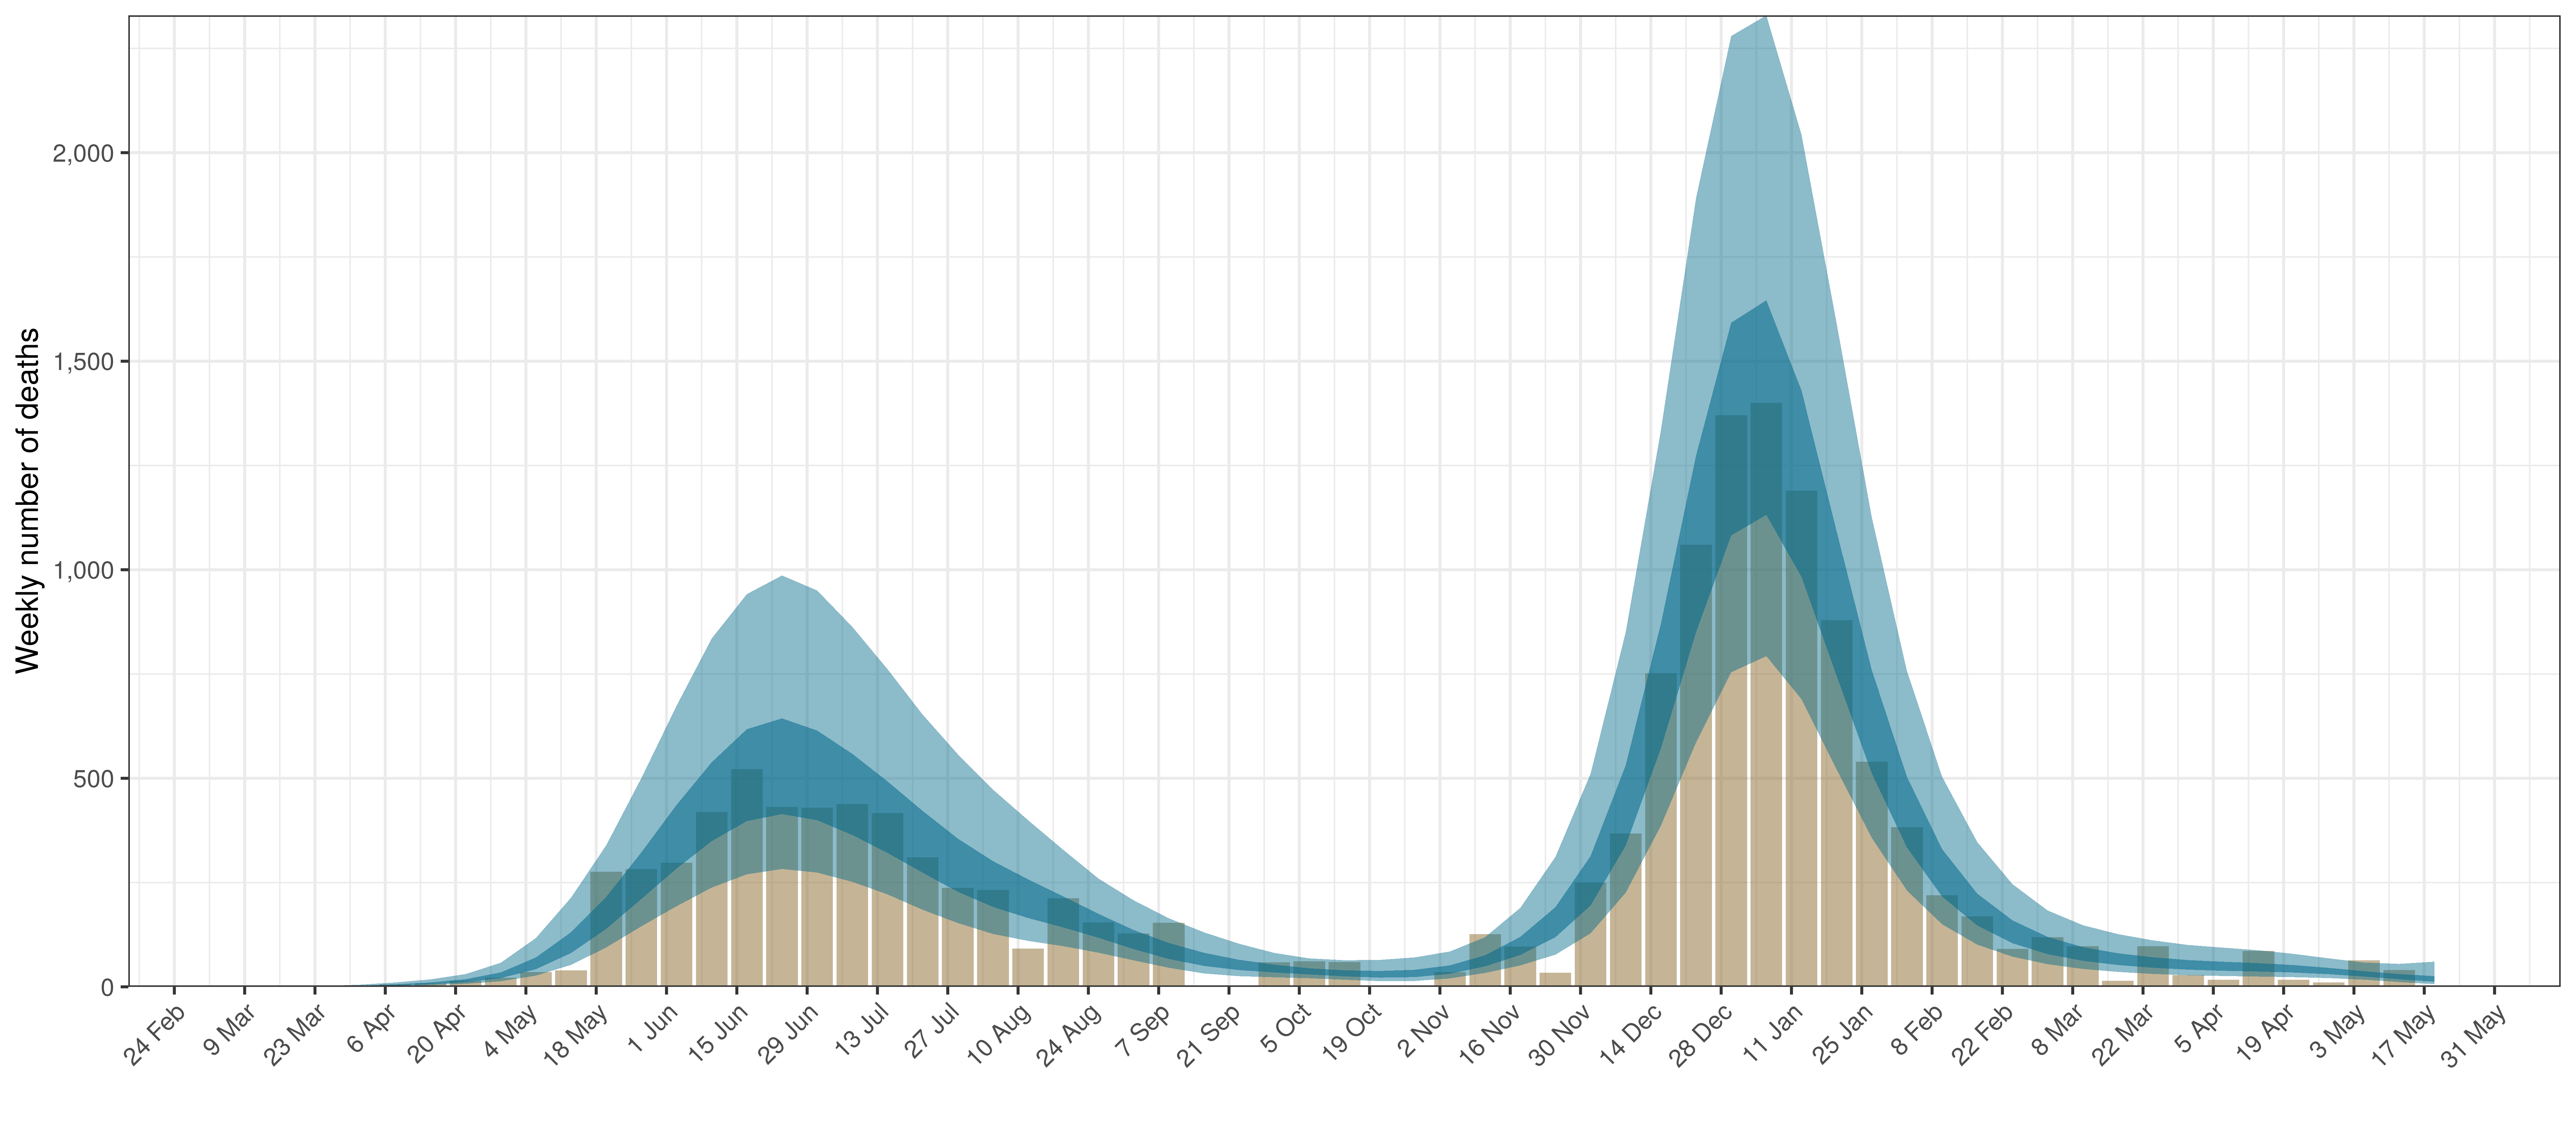 Weekly number of deaths
2,000
1,500
1,000
500
0
24 Feb
9 Mar
23 Mar
6 Apr
20 Apr
4 May
18 May
1 Jun
15 Jun
29 Jun
13 Jul
27 Jul
10 Aug
24 Aug
7 Sep
21 Sep
5 Oct
19 Oct
2 Nov
16 Nov
30 Nov
14 Dec
28 Dec
11 Jan
25 Jan
8 Feb
22 Feb
8 Mar
22 Mar
5 Apr
19 Apr
3 May
17 May
31 May